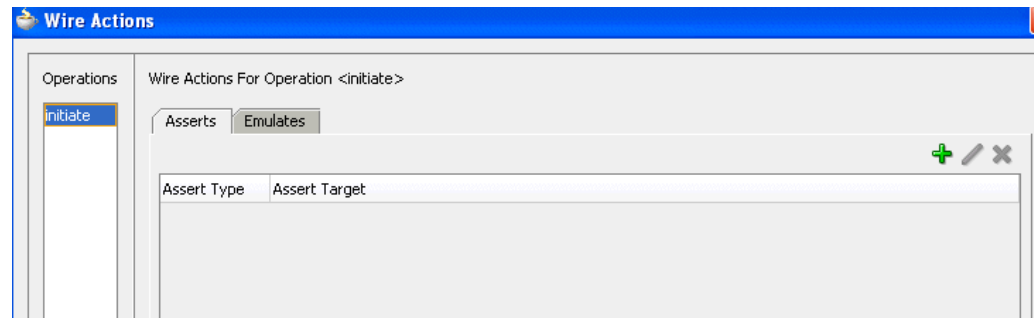 Wire Actions
Operations
Wire Actions For Operation <initiate>
initiate
Asserts
Emulates
Assert Type
Assert Target